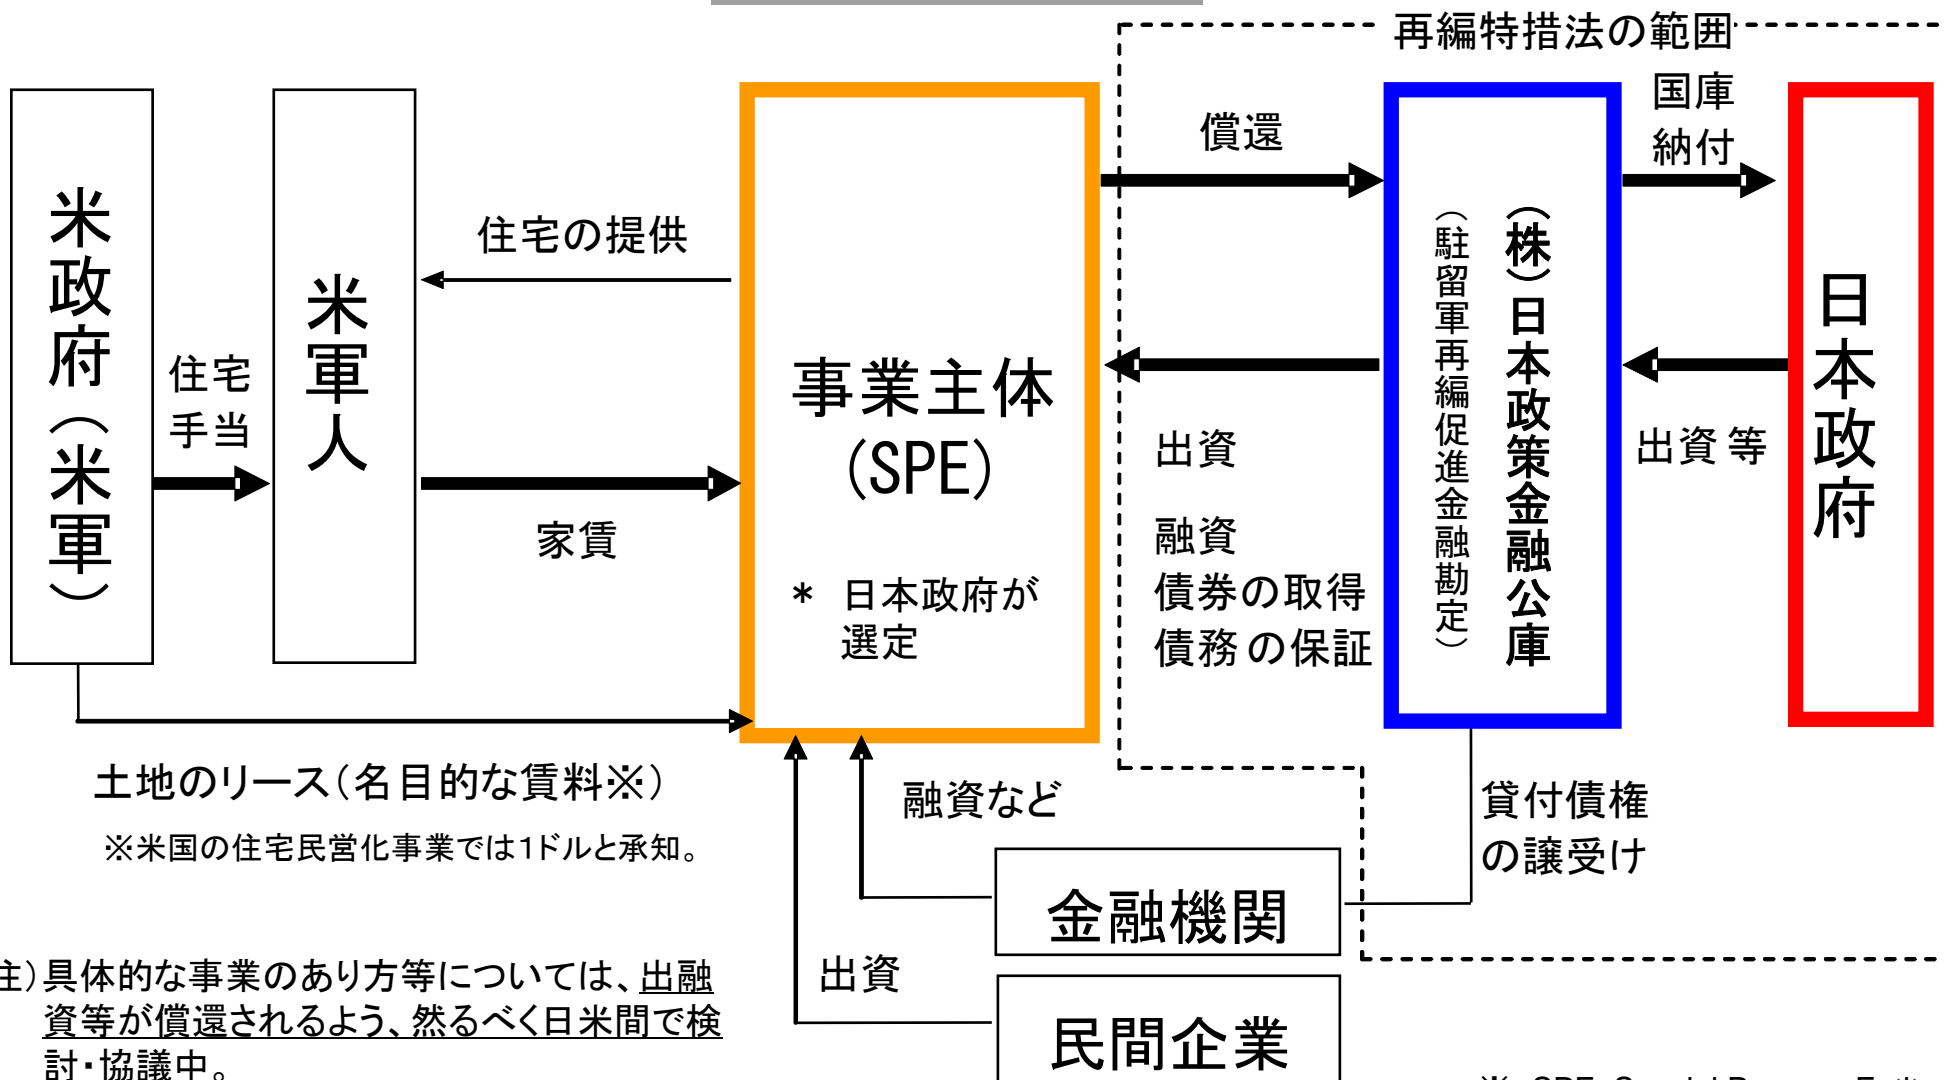 再編特措法の範囲
米政府（米軍）
住宅
手当
米軍人
住宅の提供
家賃
事業主体
(SPE)
* 日本政府が
選定
償還
出資
融資
債券の取得
債務の保証
（株）日本政策金融公庫
（駐留軍再編促進金融勘定）
国庫
納付
出資等
日本政府
土地のリース（名目的な賃料※）
※米国の住宅民営化事業では1ドルと承知。
融資など
貸付債権
の譲受け
金融機関
出資
民間企業
注）具体的な事業のあり方等については、出融
資等が償還されるよう、然るべく日米間で検
討・協議中。